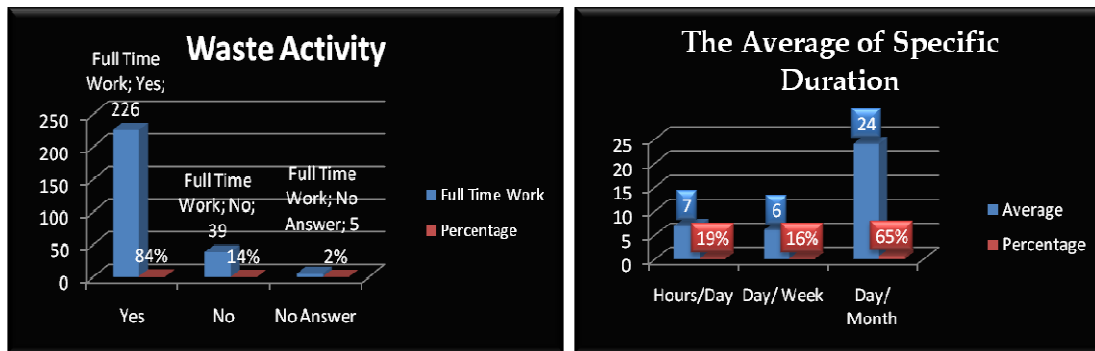 Waste Activity
Full Time
Work; Yes;
226
Full Time
Work; No;
39
Full Time
Work; No
Answer; 5
84%
14%
2%
250
200
150
100
50
0
Yes
No
No Answer
Full Time Work
Percentage
The Average of Specific
Duration
25
20
15
10
5
0
7
6
24
19%
16%
65%
Hours/Day
Day/ Week
Day/
Month
Average
Percentage